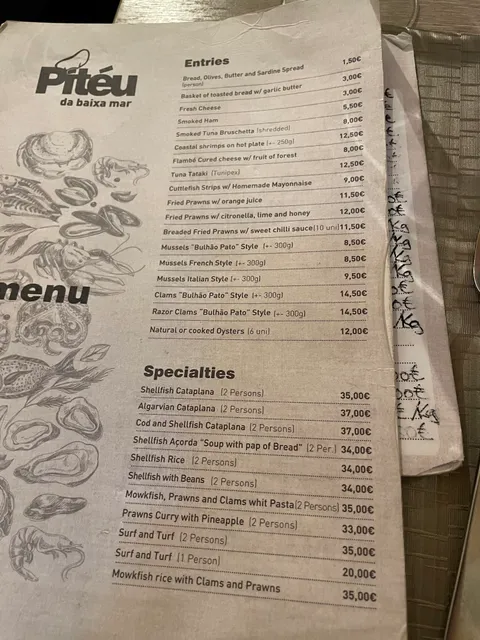 Pitéu
da baixa mar
menu
Entries
Bread, Olives, Butter and Sardine Spread 1,50€
(person)
Basket of toasted bread w/ garlic butter 3,00€
Fresh Cheese 3,00€
Smoked Ham 5,50€
Smoked Tuna Bruschetta (shredded) 8,00€
Coastal shrimps on hot plate (+- 250g) 12,50€
Flambé Cured cheese w/ fruit of forest 8,00€
Tuna Tataki (Tunipex) 12,50€
Cuttlefish Strips w/ Homemade Mayonnaise 9,00€
Fried Prawns w/ orange juice 11,50€
Fried Prawns w/ citronella, lime and honey 12,00€
Breaded Fried Prawns w/ sweet chilli sauce(10 uni) 11,50€
Mussels "Bulhão Pato" Style (+- 300g) 8,50€
Mussels French Style (+- 300g) 8,50€
Mussels Italian Style (+- 300g) 9,50€
Clams "Bulhão Pato" Style (+- 300g) 14,50€
Razor Clams "Bulhão Pato" Style (+- 300g) 14,50€
Natural or cooked Oysters (6 uni) 12,00€
Specialties
Shellfish Cataplana (2 Persons) 35,00€
Algarvian Cataplana (2 Persons) 37,00€
Cod and Shellfish Cataplana (2 Persons) 37,00€
Shellfish Açorda "Soup with pap of Bread" (2 Per.) 34,00€
Shellfish Rice (2 Persons) 34,00€
Shellfish with Beans (2 Persons) 34,00€
Mowkfish, Prawns and Clams whit Pasta(2 Persons) 35,00€
Prawns Curry with Pineapple (2 Persons) 33,00€
Surf and Turf (2 Persons) 35,00€
Surf and Turf (1 Person) 20,00€
Mowkfish rice with Clams and Prawns 35,00€